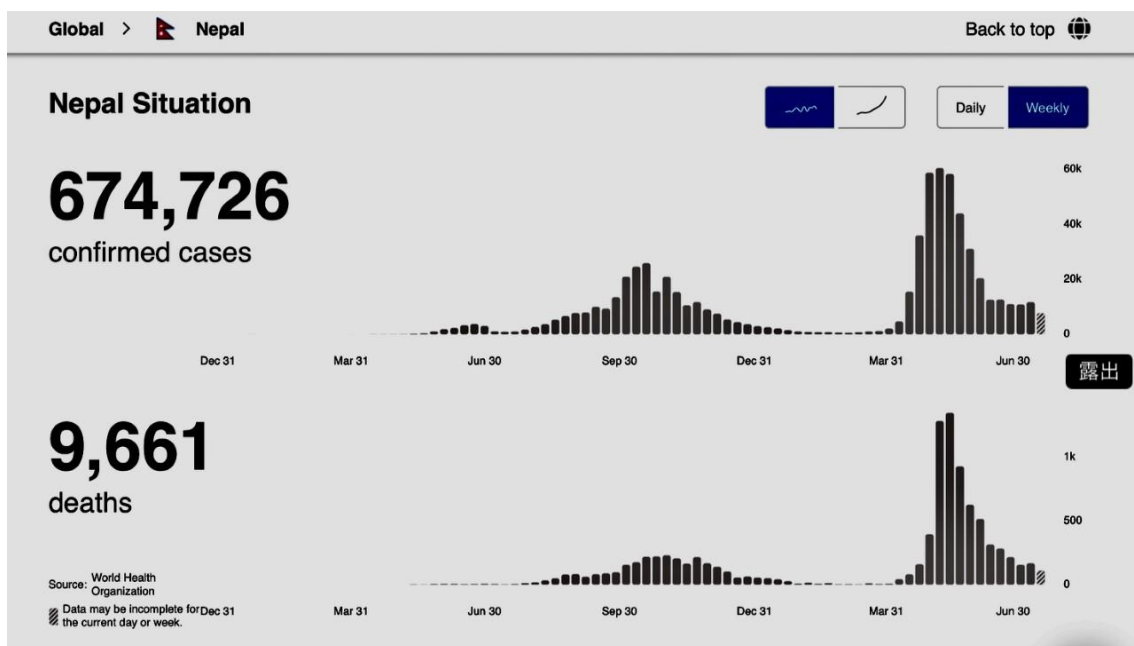 Global > Nepal
Back to top
Nepal Situation
Daily
Weekly
674,726
confirmed cases
60k
40k
20k
0
Dec 31
Mar 31
Jun 30
Sep 30
Dec 31
Mar 31
Jun 30
露出
9,661
deaths
1k
500
0
Source: World Health
Organization
Data may be incomplete for
the current day or week.
Dec 31
Mar 31
Jun 30
Sep 30
Dec 31
Mar 31
Jun 30